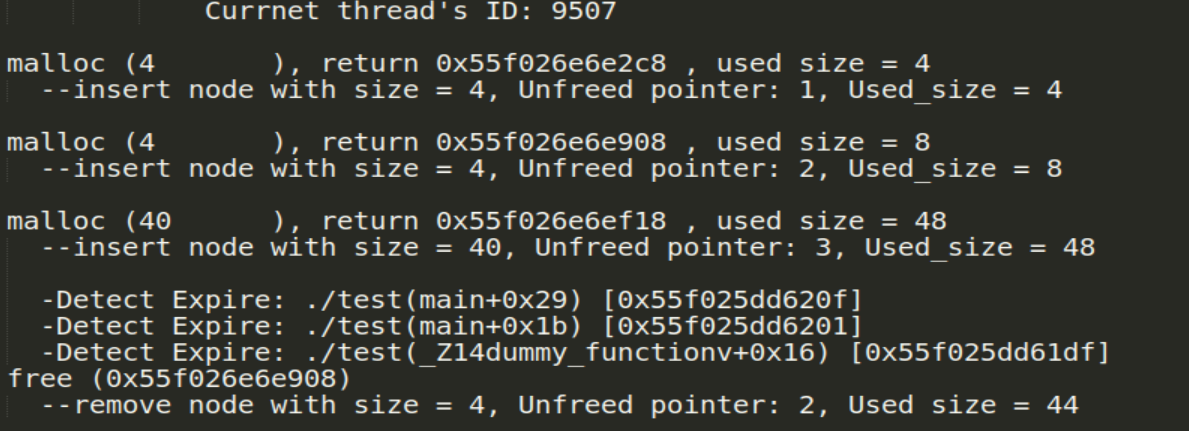 Currnet thread's ID: 9507
malloc (4       ), return 0x55f026e6e2c8 , used size = 4
--insert node with size = 4, Unfreed pointer: 1, Used_size = 4
malloc (4       ), return 0x55f026e6e908 , used size = 8
--insert node with size = 4, Unfreed pointer: 2, Used_size = 8
malloc (40      ), return 0x55f026e6ef18 , used size = 48
--insert node with size = 40, Unfreed pointer: 3, Used_size = 48
-Detect Expire: ./test(main+0x29) [0x55f025dd620f]
-Detect Expire: ./test(main+0x1b) [0x55f025dd6201]
-Detect Expire: ./test(_Z14dummy_functionv+0x16) [0x55f025dd61df]
free (0x55f026e6e908)
--remove node with size = 4, Unfreed pointer: 2, Used size = 44